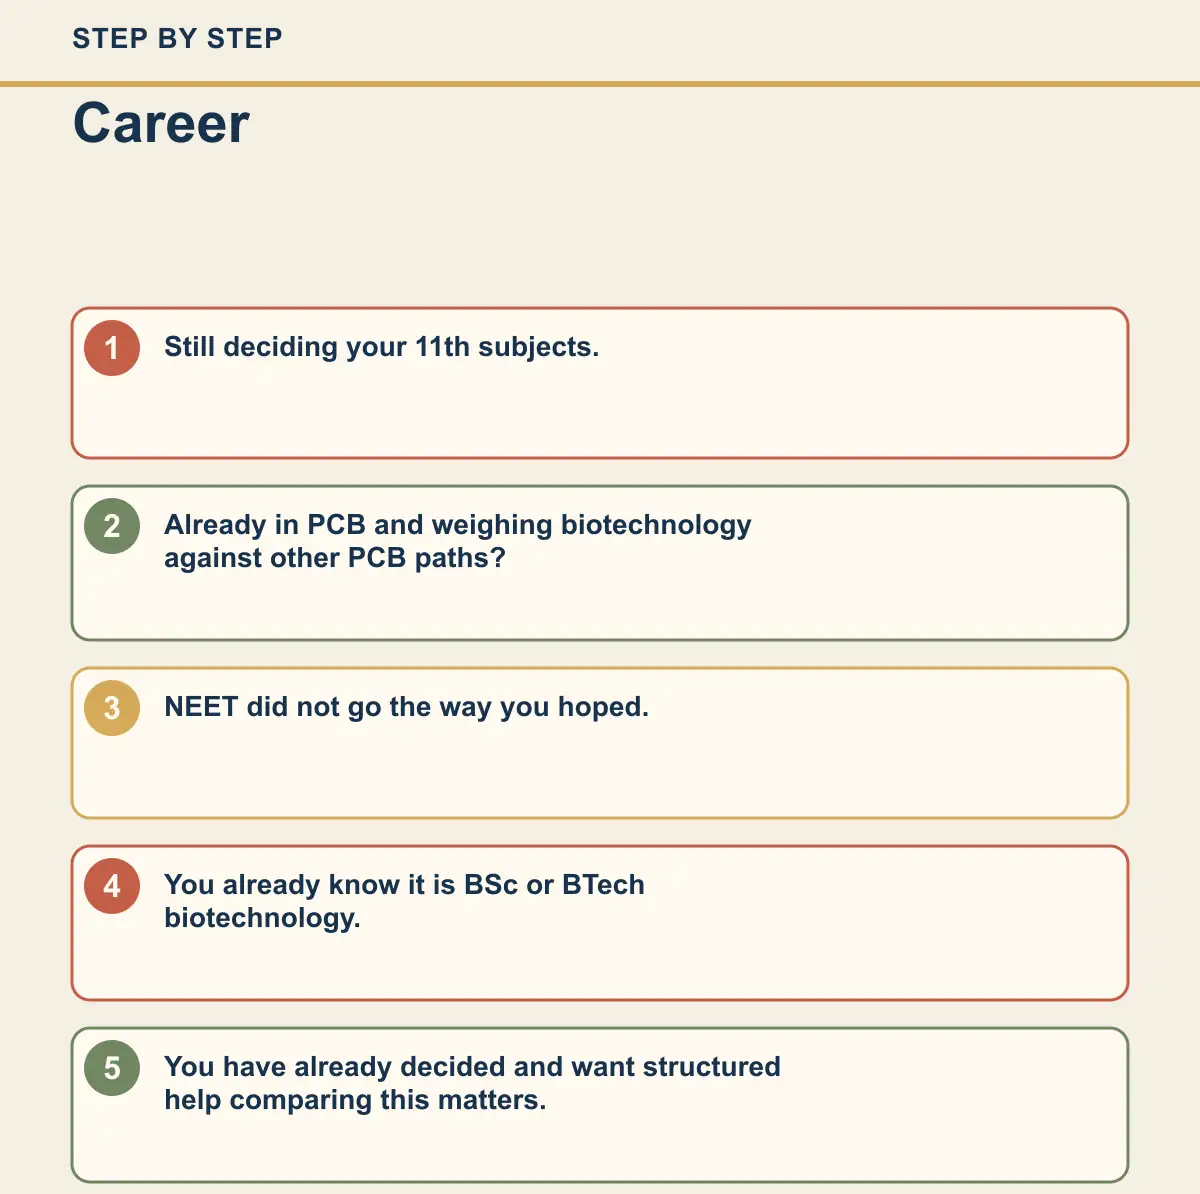 STEP BY STEP
Career
1
Still deciding your 11th subjects.
2
Already in PCB and weighing biotechnology
against other PCB paths?
3
NEET did not go the way you hoped.
4
You already know it is BSc or BTech
biotechnology.
5
You have already decided and want structured
help comparing this matters.